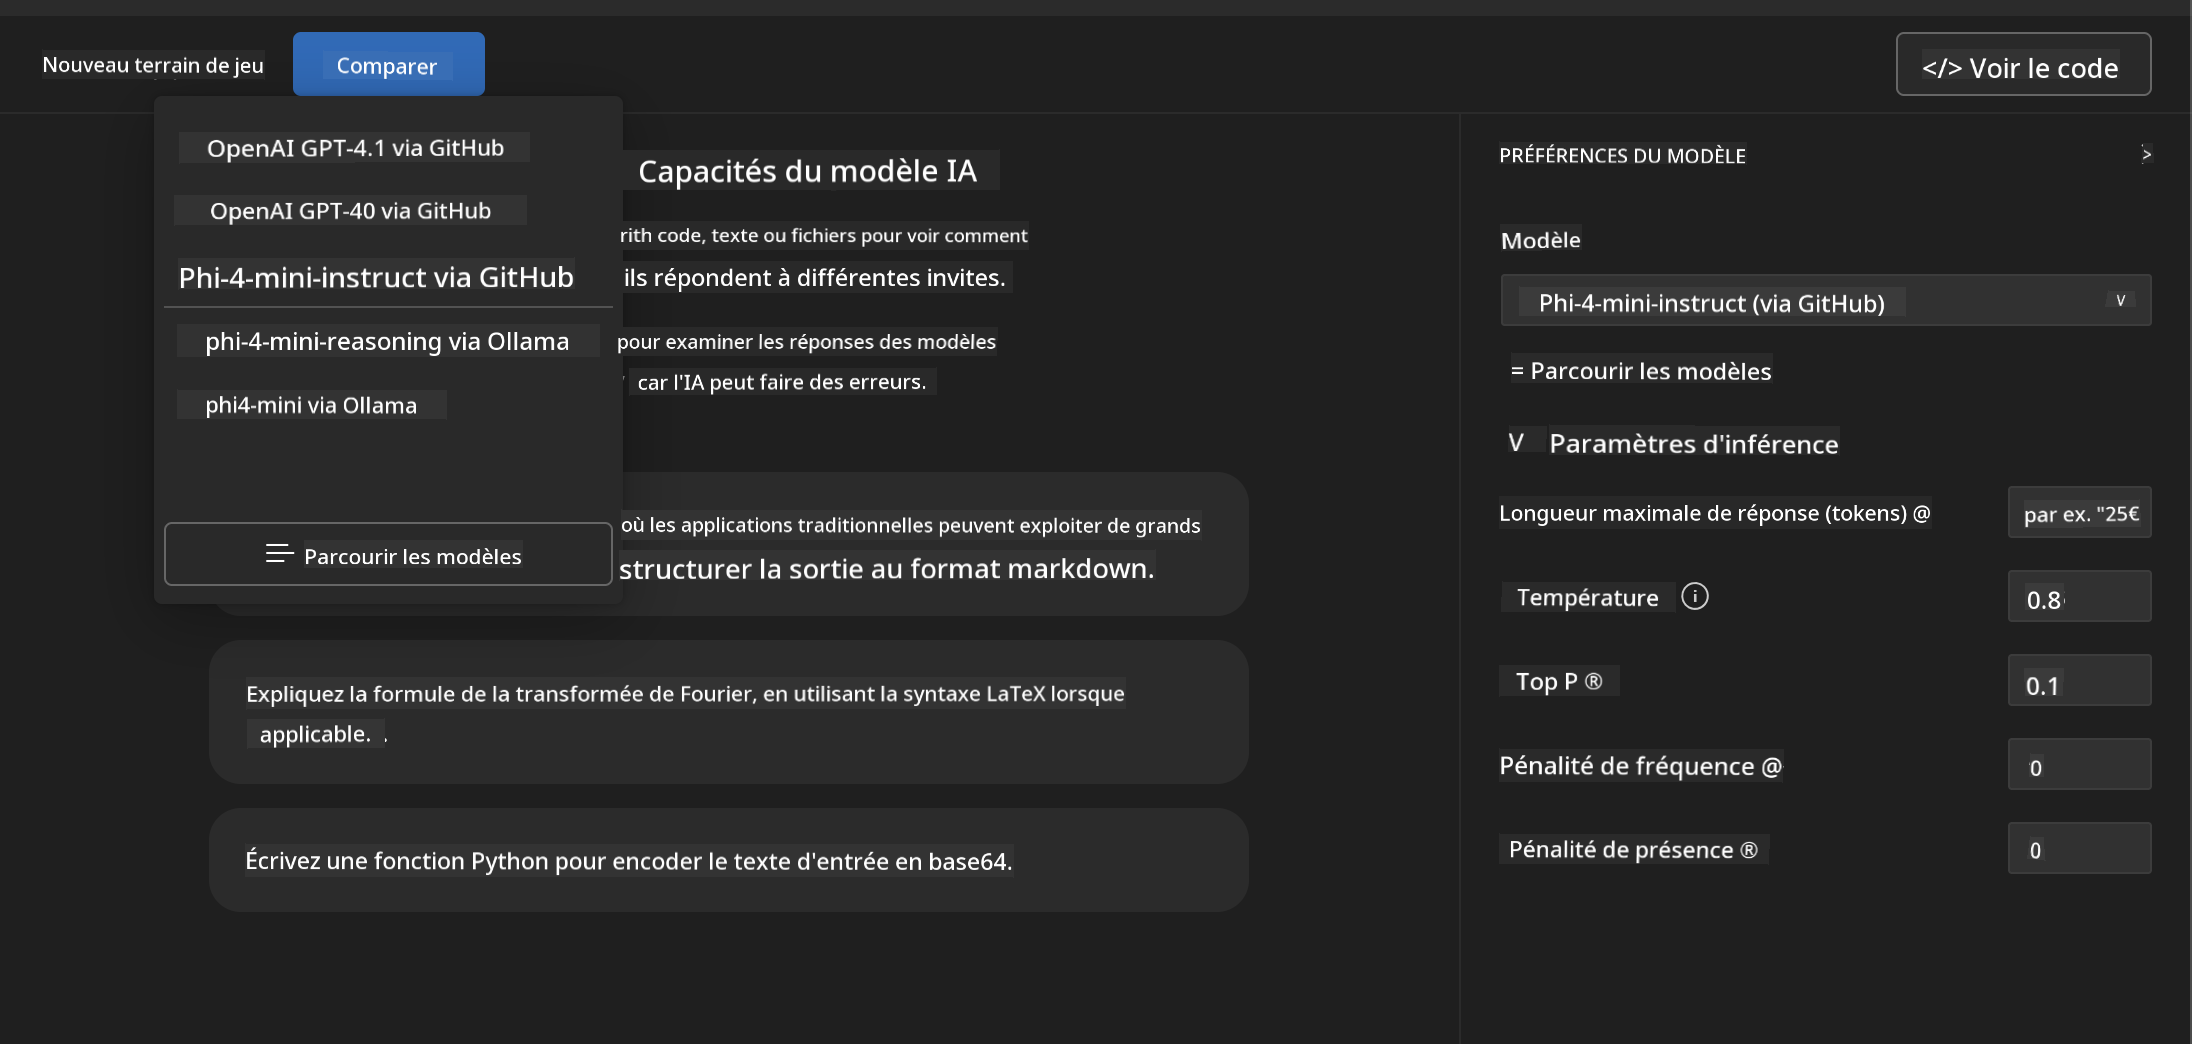 Nouveau terrain de jeu
Comparer
</> Voir le code
OpenAI GPT-4.1 via GitHub
OpenAI GPT-40 via GitHub
Phi-4-mini-instruct via GitHub
phi-4-mini-reasoning via Ollama
phi4-mini via Ollama
Parcourir les modèles
Capacités du modèle IA
rith code, texte ou fichiers pour voir comment
ils répondent à différentes invites.
pour examiner les réponses des modèles
car l'IA peut faire des erreurs.
où les applications traditionnelles peuvent exploiter de grands
structurer la sortie au format markdown.
Expliquez la formule de la transformée de Fourier, en utilisant la syntaxe LaTeX lorsque
applicable. .
Écrivez une fonction Python pour encoder le texte d'entrée en base64.
PRÉFÉRENCES DU MODÈLE >
Modèle
Phi-4-mini-instruct (via GitHub) V
= Parcourir les modèles
V Paramètres d'inférence
Longueur maximale de réponse (tokens) @ par ex. "25€
Température i 0.8
Top P ® 0.1
Pénalité de fréquence @ 0
Pénalité de présence ® 0